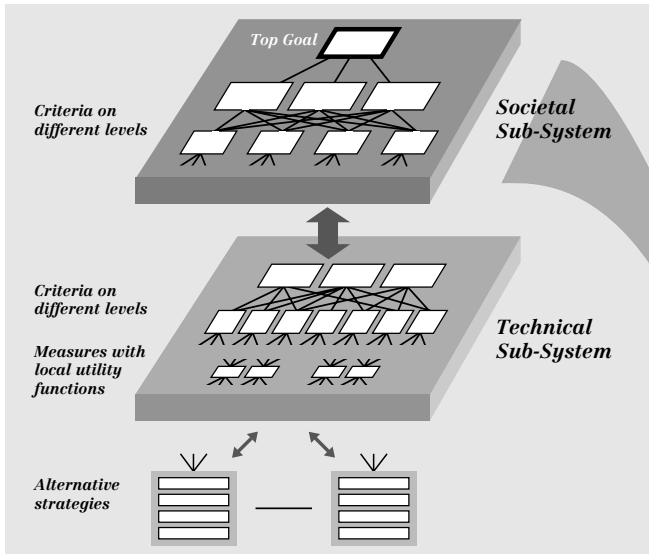 Top Goal
Criteria on
different levels
Societal
Sub-System
Criteria on
different levels
Technical
Sub-System
Measures with
local utility
functions
Alternative
strategies